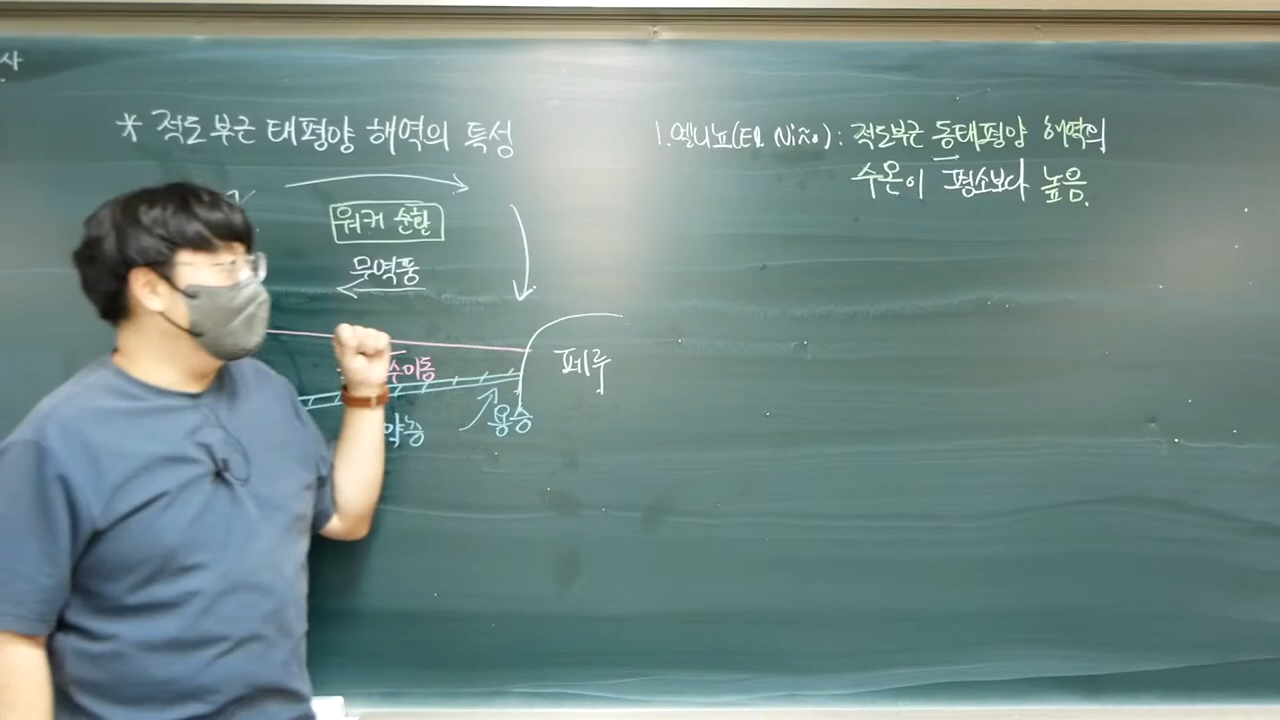 * 적도 부근 태평양 해역의 특성
워커 순환
무역풍
수이동
용승
약층
페루
1. 엘니뇨(El Niño) : 적도부근 동태평양 해역의
수온이 평소보다 높음.